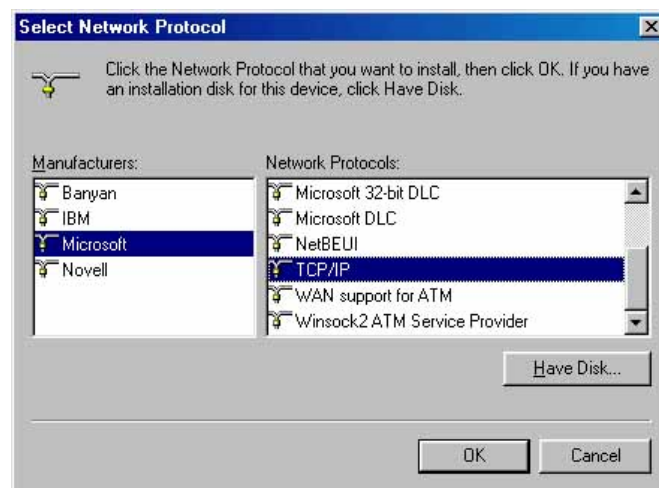 Select Network Protocol
Click the Network Protocol that you want to install, then click OK. If you have
an installation disk for this device, click Have Disk.
Manufacturers:
Banyan
IBM
Microsoft
Novell
Network Protocols:
Microsoft 32-bit DLC
Microsoft DLC
NetBEUI
TCP/IP
WAN support for ATM
Winsock2 ATM Service Provider
Have Disk...
OK
Cancel